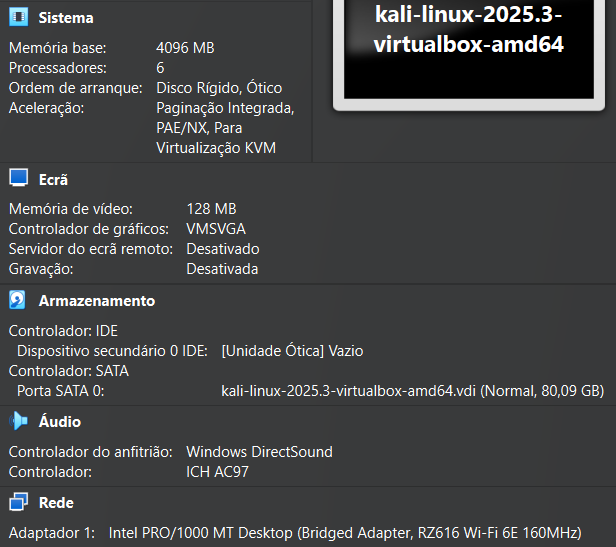 Sistema
Memória base: 4096 MB
Processadores: 6
Ordem de arranque: Disco Rígido, Ótico
Aceleração: Paginação Integrada,
PAE/NX, Para
Virtualização KVM
kali-linux-2025.3-
virtualbox-amd64
Ecrã
Memória de vídeo: 128 MB
Controlador de gráficos: VMSVGA
Servidor do ecrã remoto: Desativado
Gravação: Desativada
Armazenamento
Controlador: IDE
Dispositivo secundário 0 IDE: [Unidade Ótica] Vazio
Controlador: SATA
Porta SATA 0: kali-linux-2025.3-virtualbox-amd64.vdi (Normal, 80,09 GB)
Áudio
Controlador do anfitrião: Windows DirectSound
Controlador: ICH AC97
Rede
Adaptador 1: Intel PRO/1000 MT Desktop (Bridged Adapter, RZ616 Wi-Fi 6E 160MHz)